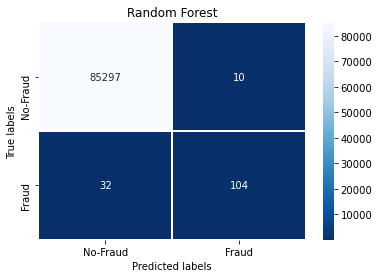 Random Forest
True labels
No-Fraud
85297
10
Fraud
32
104
No-Fraud
Fraud
Predicted labels
80000
70000
60000
50000
40000
30000
20000
10000